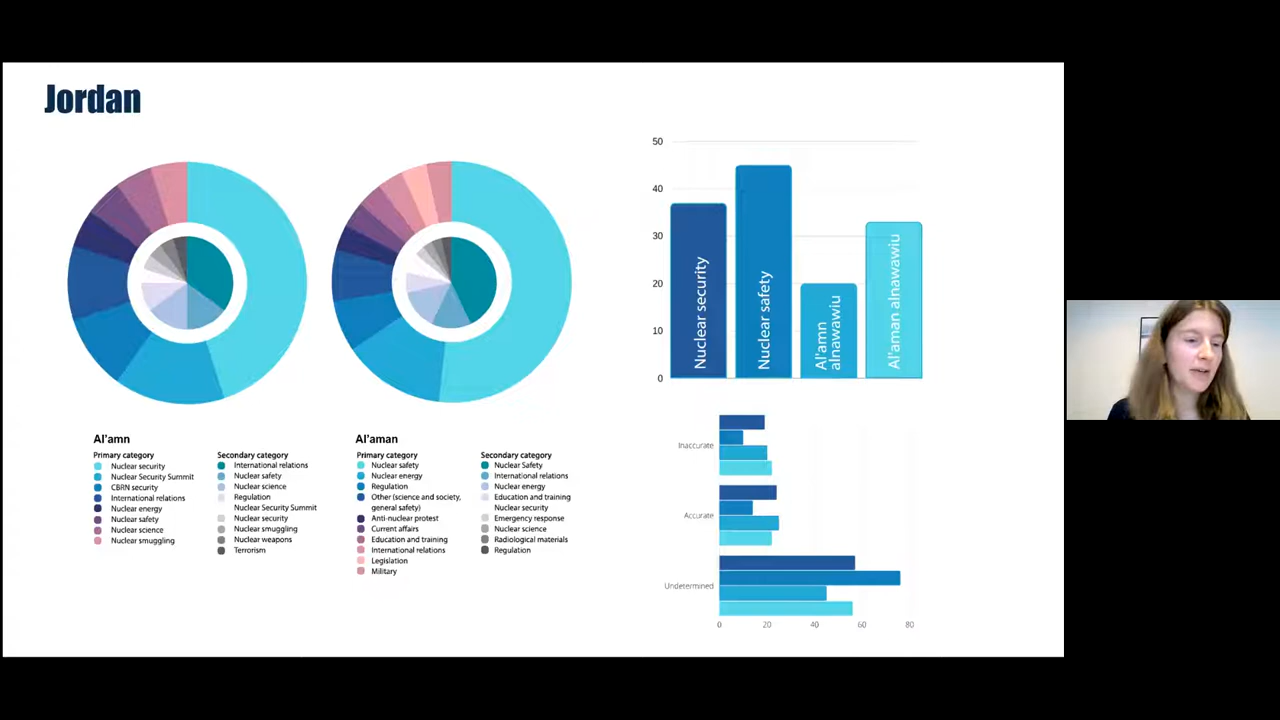 Jordan
Al'amn
Primary category
Nuclear security
Nuclear Security Summit
CBRN security
International relations
Nuclear energy
Nuclear safety
Nuclear science
Nuclear smuggling
Secondary category
International relations
Nuclear safety
Nuclear science
Regulation
Nuclear Security Summit
Nuclear security
Nuclear smuggling
Nuclear weapons
Terrorism
Al'aman
Primary category
Nuclear safety
Nuclear energy
Regulation
Other (science and society,
general safety)
Anti-nuclear protest
Current affairs
Education and training
International relations
Legislation
Military
Secondary category
Nuclear Safety
International relations
Nuclear energy
Education and training
Nuclear security
Emergency response
Nuclear science
Radiological materials
Regulation
50
40
30
20
10
0
Nuclear security
Nuclear safety
Al'amn
alnawawiu
Al'aman alnawawiu
Inaccurate
Accurate
Undetermined
0 20 40 60 80